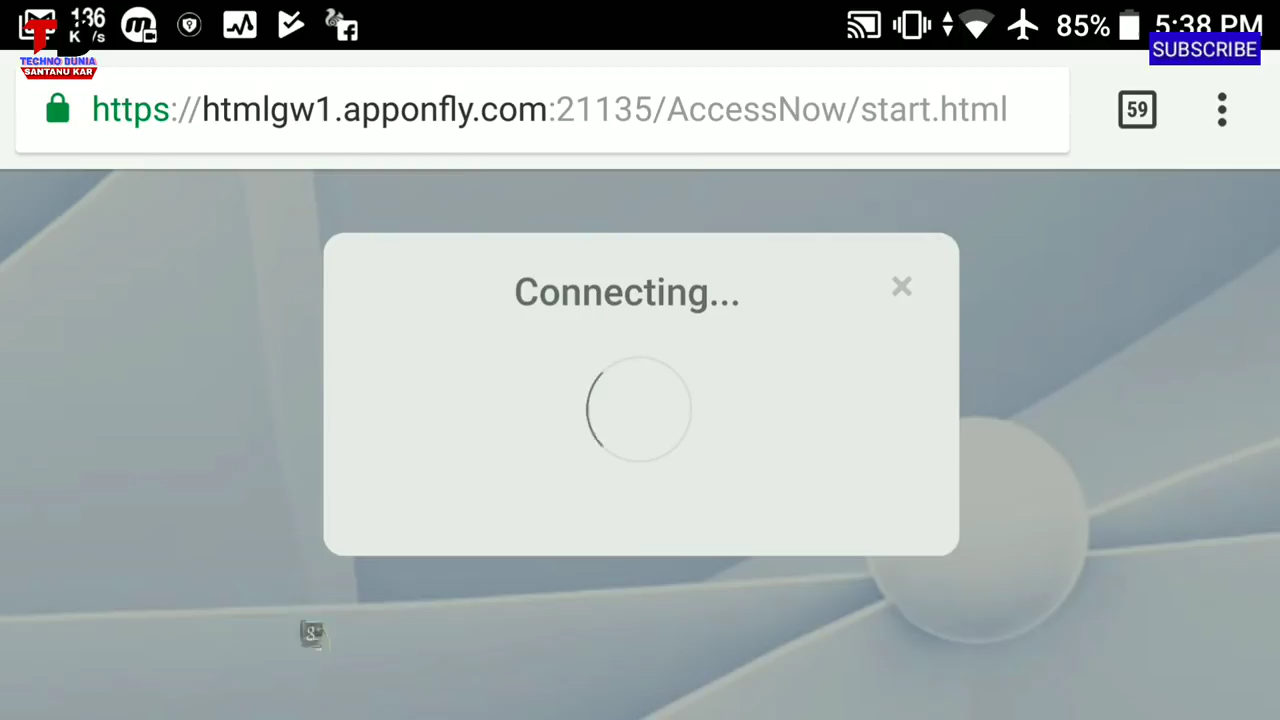 136
K /s
85%
5:38 PM
SUBSCRIBE
TECHNO DUNIA
SANTANU KAR
https://htmlgw1.apponfly.com:21135/AccessNow/start.html
59
Connecting...